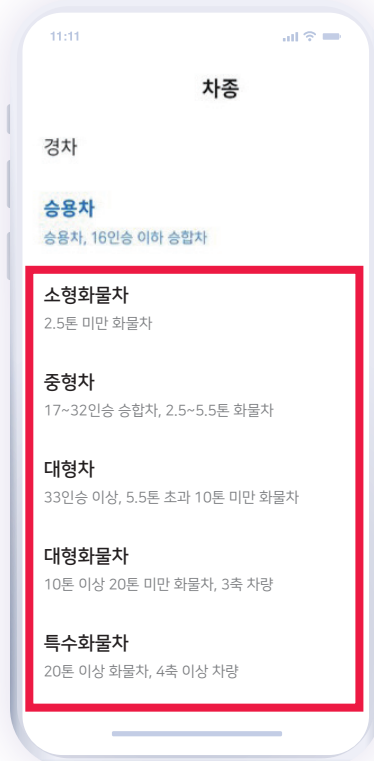 11:11
차종
경차
승용차
승용차, 16인승 이하 승합차
소형화물차
2.5톤 미만 화물차
중형차
17~32인승 승합차, 2.5~5.5톤 화물차
대형차
33인승 이상, 5.5톤 초과 10톤 미만 화물차
대형화물차
10톤 이상 20톤 미만 화물차, 3축 차량
특수화물차
20톤 이상 화물차, 4축 이상 차량